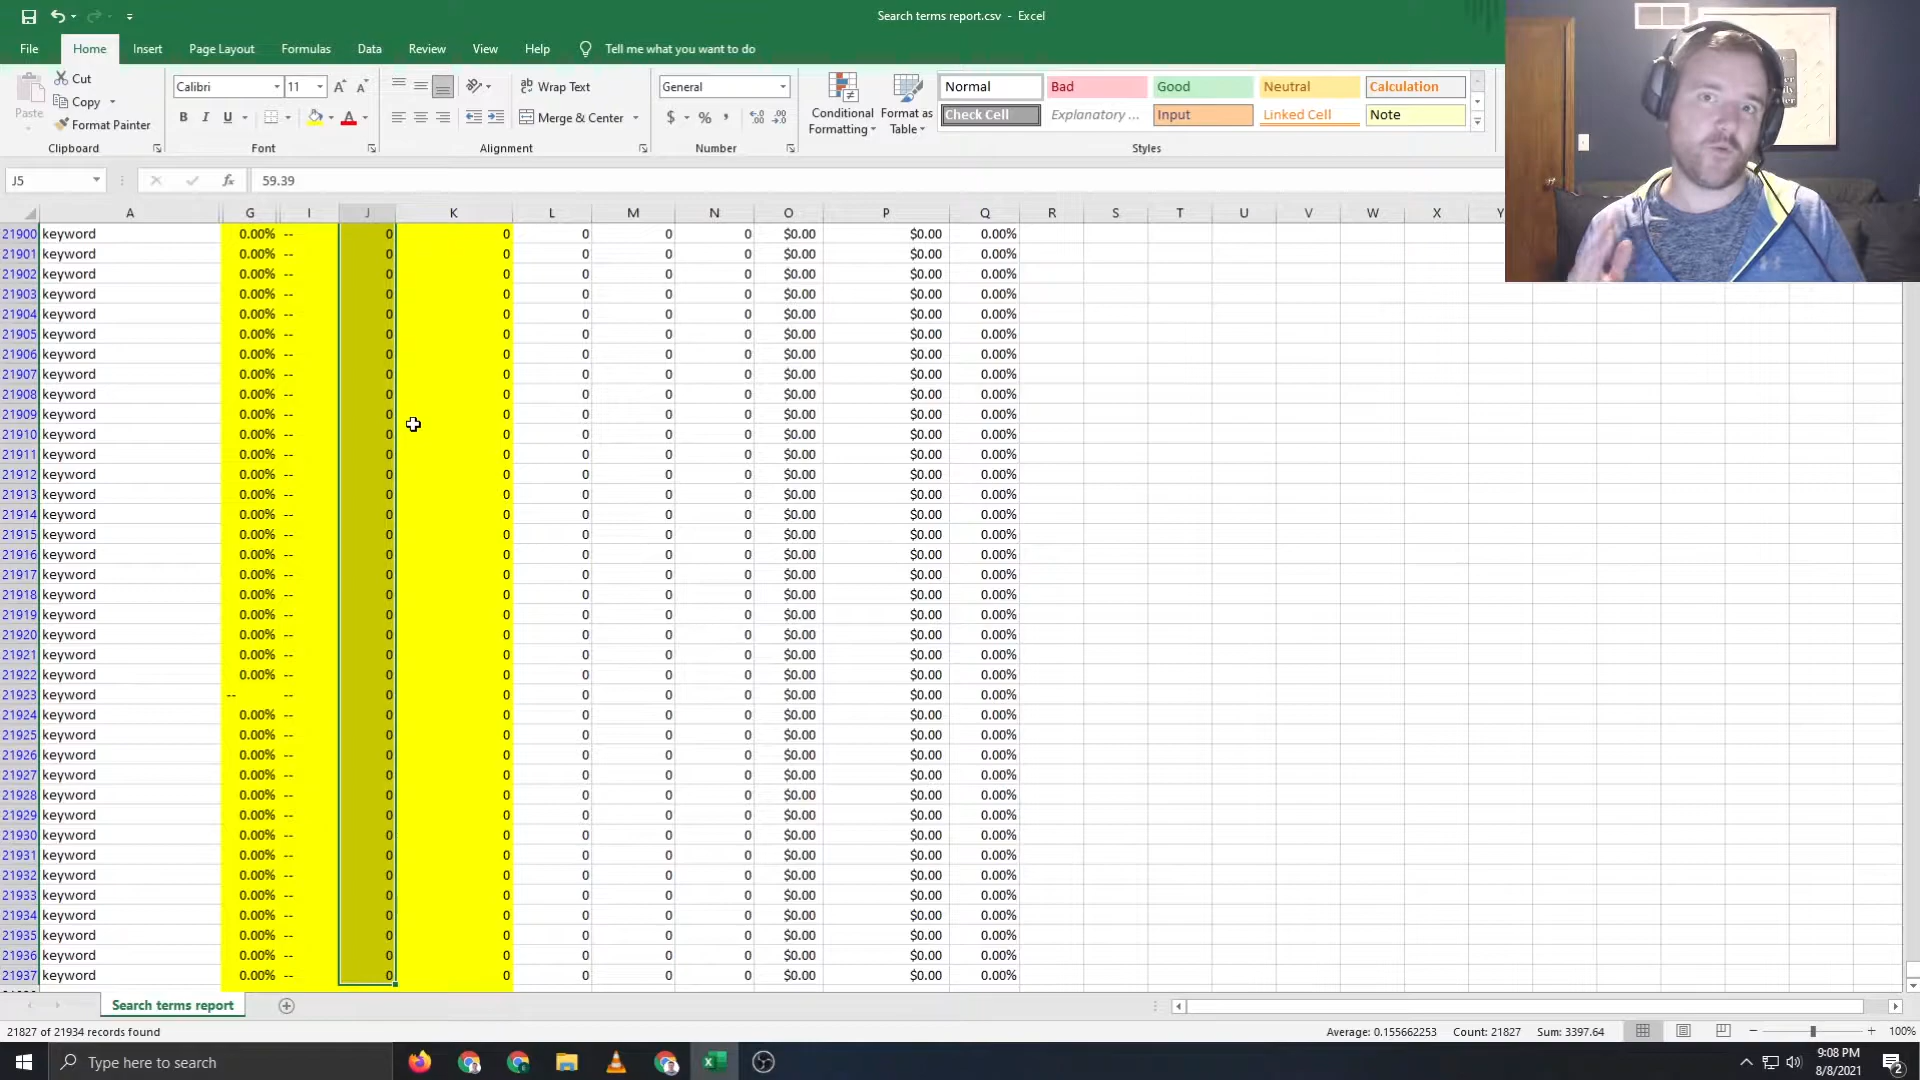 Search terms report.csv - Excel
File Home Insert Page Layout Formulas Data Review View Help Tell me what you want to do
Paste
Cut
Copy
Format Painter
Clipboard
Calibri 11
B I U
Font
Wrap Text
Merge & Center
Alignment
General
$ % ,
Number
Conditional Formatting
Format as Table
Normal Bad Good Neutral Calculation
Check Cell Explanatory ... Input Linked Cell Note
Styles
J5 fx 59.39
A G I J K L M N O P Q R S T U V W X Y
21900 keyword 0.00% -- 0 0 0 0 0 $0.00 $0.00 0.00%
21901 keyword 0.00% -- 0 0 0 0 0 $0.00 $0.00 0.00%
21902 keyword 0.00% -- 0 0 0 0 0 $0.00 $0.00 0.00%
21903 keyword 0.00% -- 0 0 0 0 0 $0.00 $0.00 0.00%
21904 keyword 0.00% -- 0 0 0 0 0 $0.00 $0.00 0.00%
21905 keyword 0.00% -- 0 0 0 0 0 $0.00 $0.00 0.00%
21906 keyword 0.00% -- 0 0 0 0 0 $0.00 $0.00 0.00%
21907 keyword 0.00% -- 0 0 0 0 0 $0.00 $0.00 0.00%
21908 keyword 0.00% -- 0 0 0 0 0 $0.00 $0.00 0.00%
21909 keyword 0.00% -- 0 0 0 0 0 $0.00 $0.00 0.00%
21910 keyword 0.00% -- 0 0 0 0 0 $0.00 $0.00 0.00%
21911 keyword 0.00% -- 0 0 0 0 0 $0.00 $0.00 0.00%
21912 keyword 0.00% -- 0 0 0 0 0 $0.00 $0.00 0.00%
21913 keyword 0.00% -- 0 0 0 0 0 $0.00 $0.00 0.00%
21914 keyword 0.00% -- 0 0 0 0 0 $0.00 $0.00 0.00%
21915 keyword 0.00% -- 0 0 0 0 0 $0.00 $0.00 0.00%
21916 keyword 0.00% -- 0 0 0 0 0 $0.00 $0.00 0.00%
21917 keyword 0.00% -- 0 0 0 0 0 $0.00 $0.00 0.00%
21918 keyword 0.00% -- 0 0 0 0 0 $0.00 $0.00 0.00%
21919 keyword 0.00% -- 0 0 0 0 0 $0.00 $0.00 0.00%
21920 keyword 0.00% -- 0 0 0 0 0 $0.00 $0.00 0.00%
21921 keyword 0.00% -- 0 0 0 0 0 $0.00 $0.00 0.00%
21922 keyword 0.00% -- 0 0 0 0 0 $0.00 $0.00 0.00%
21923 keyword -- -- 0 0 0 0 0 $0.00 $0.00 0.00%
21924 keyword 0.00% -- 0 0 0 0 0 $0.00 $0.00 0.00%
21925 keyword 0.00% -- 0 0 0 0 0 $0.00 $0.00 0.00%
21926 keyword 0.00% -- 0 0 0 0 0 $0.00 $0.00 0.00%
21927 keyword 0.00% -- 0 0 0 0 0 $0.00 $0.00 0.00%
21928 keyword 0.00% -- 0 0 0 0 0 $0.00 $0.00 0.00%
21929 keyword 0.00% -- 0 0 0 0 0 $0.00 $0.00 0.00%
21930 keyword 0.00% -- 0 0 0 0 0 $0.00 $0.00 0.00%
21931 keyword 0.00% -- 0 0 0 0 0 $0.00 $0.00 0.00%
21932 keyword 0.00% -- 0 0 0 0 0 $0.00 $0.00 0.00%
21933 keyword 0.00% -- 0 0 0 0 0 $0.00 $0.00 0.00%
21934 keyword 0.00% -- 0 0 0 0 0 $0.00 $0.00 0.00%
21935 keyword 0.00% -- 0 0 0 0 0 $0.00 $0.00 0.00%
21936 keyword 0.00% -- 0 0 0 0 0 $0.00 $0.00 0.00%
21937 keyword 0.00% -- 0 0 0 0 0 $0.00 $0.00 0.00%
Search terms report
21827 of 21934 records found Average: 0.155662253 Count: 21827 Sum: 3397.64 100%
Type here to search
9:08 PM
8/8/2021
2